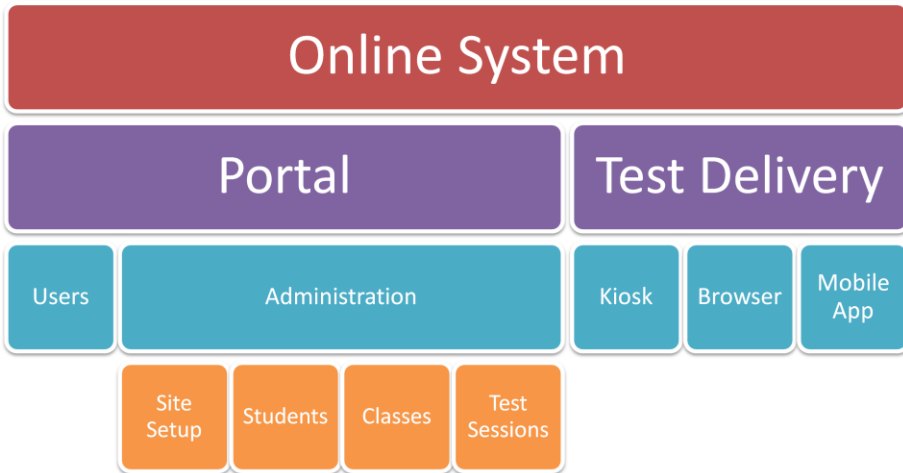 Online System
Portal
Test Delivery
Users
Administration
Kiosk
Browser
Mobile
App
Site
Setup
Students
Classes
Test
Sessions